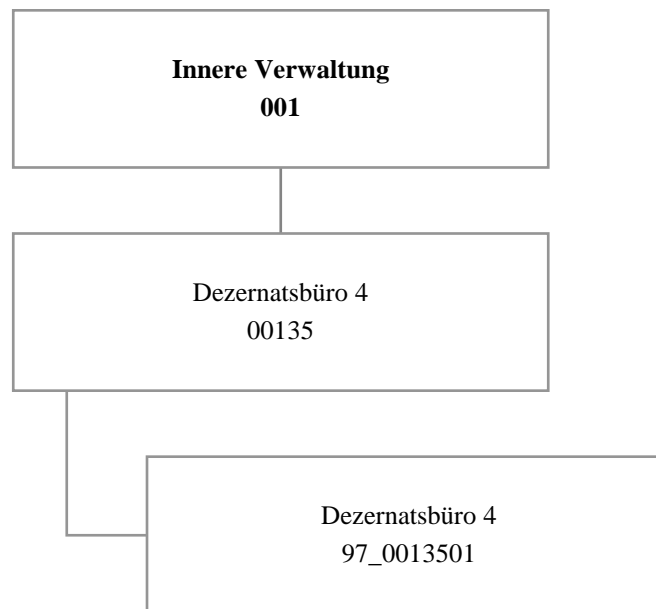 Innere Verwaltung
001
Dezernatsbüro 4
00135
Dezernatsbüro 4
97_0013501